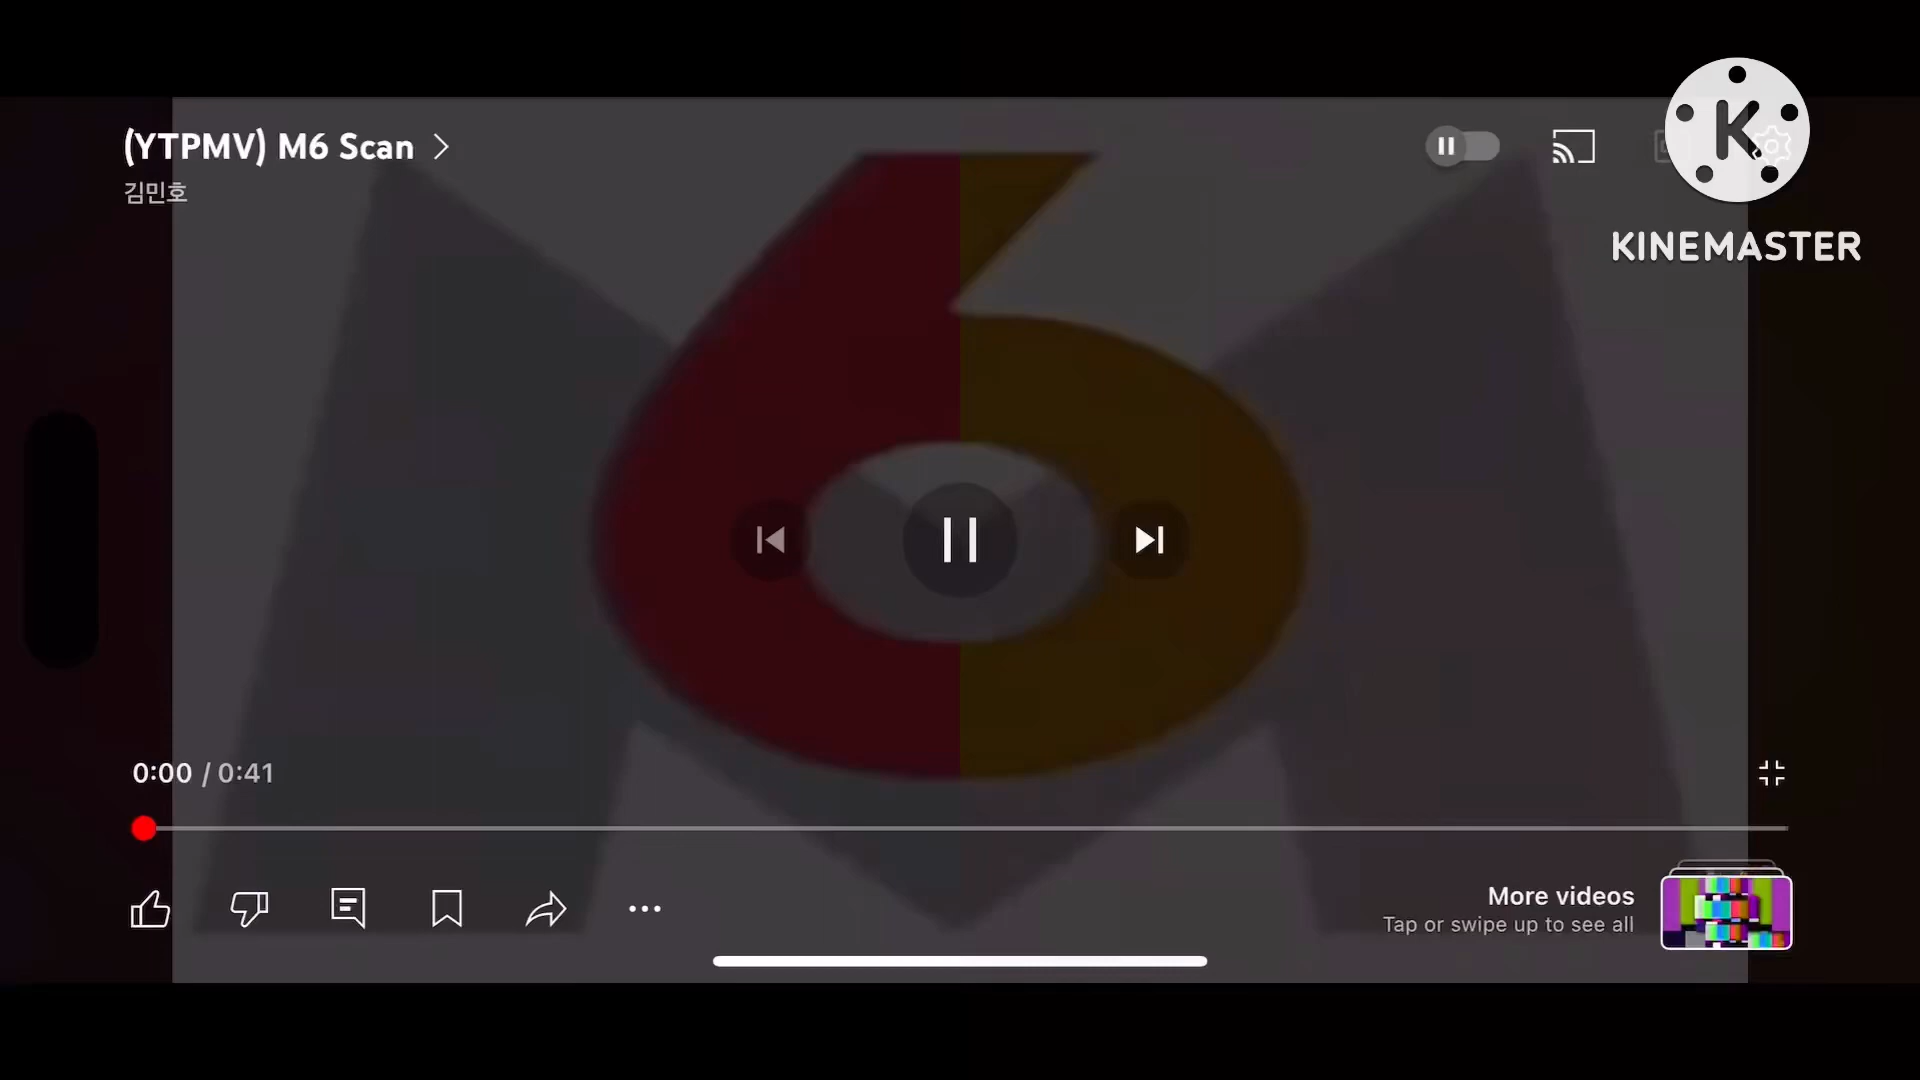 (YTPMV) M6 Scan
김민호
K
KINEMASTER
6
0:00 / 0:41
More videos
Tap or swipe up to see all